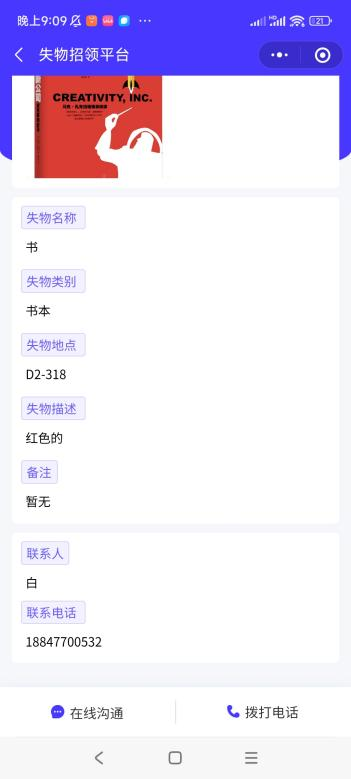 晚上9:09
21
失物招领平台
CREATIVITY, INC.
失物名称
书
失物类别
书本
失物地点
D2-318
失物描述
红色的
备注
暂无
联系人
白
联系电话
18847700532
在线沟通
拨打电话